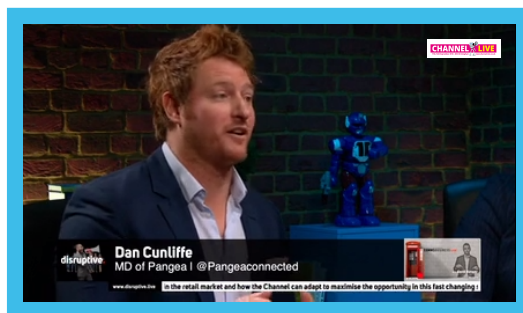 CHANNEL LIVE
Dan Cunliffe
disruptive
MD of Pangea | @Pangeaconnected
www.disruptive.live
in the retail market and how the Channel can adapt to maximise the opportunity in this fast changing